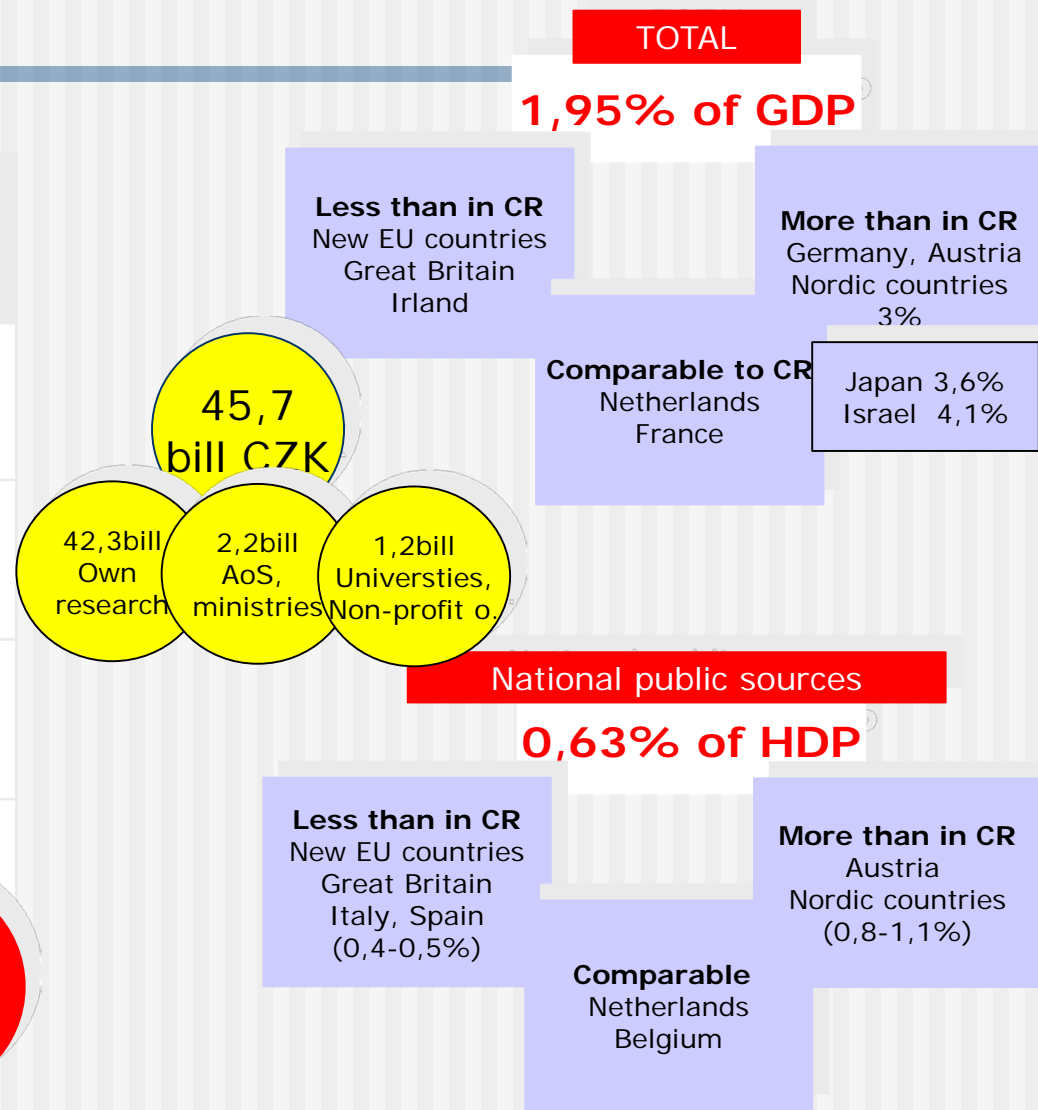 TOTAL
1,95% of GDP
Less than in CR
New EU countries
Great Britain
Irland
More than in CR
Germany, Austria
Nordic countries
3%
Comparable to CR
Netherlands
France
Japan 3,6%
Israel 4,1%
45,7
bill CZK
42,3bill
Own
research
2,2bill
AoS,
ministries
1,2bill
Universties,
Non-profit o.
National public sources
0,63% of HDP
Less than in CR
New EU countries
Great Britain
Italy, Spain
(0,4-0,5%)
More than in CR
Austria
Nordic countries
(0,8-1,1%)
Comparable
Netherlands
Belgium